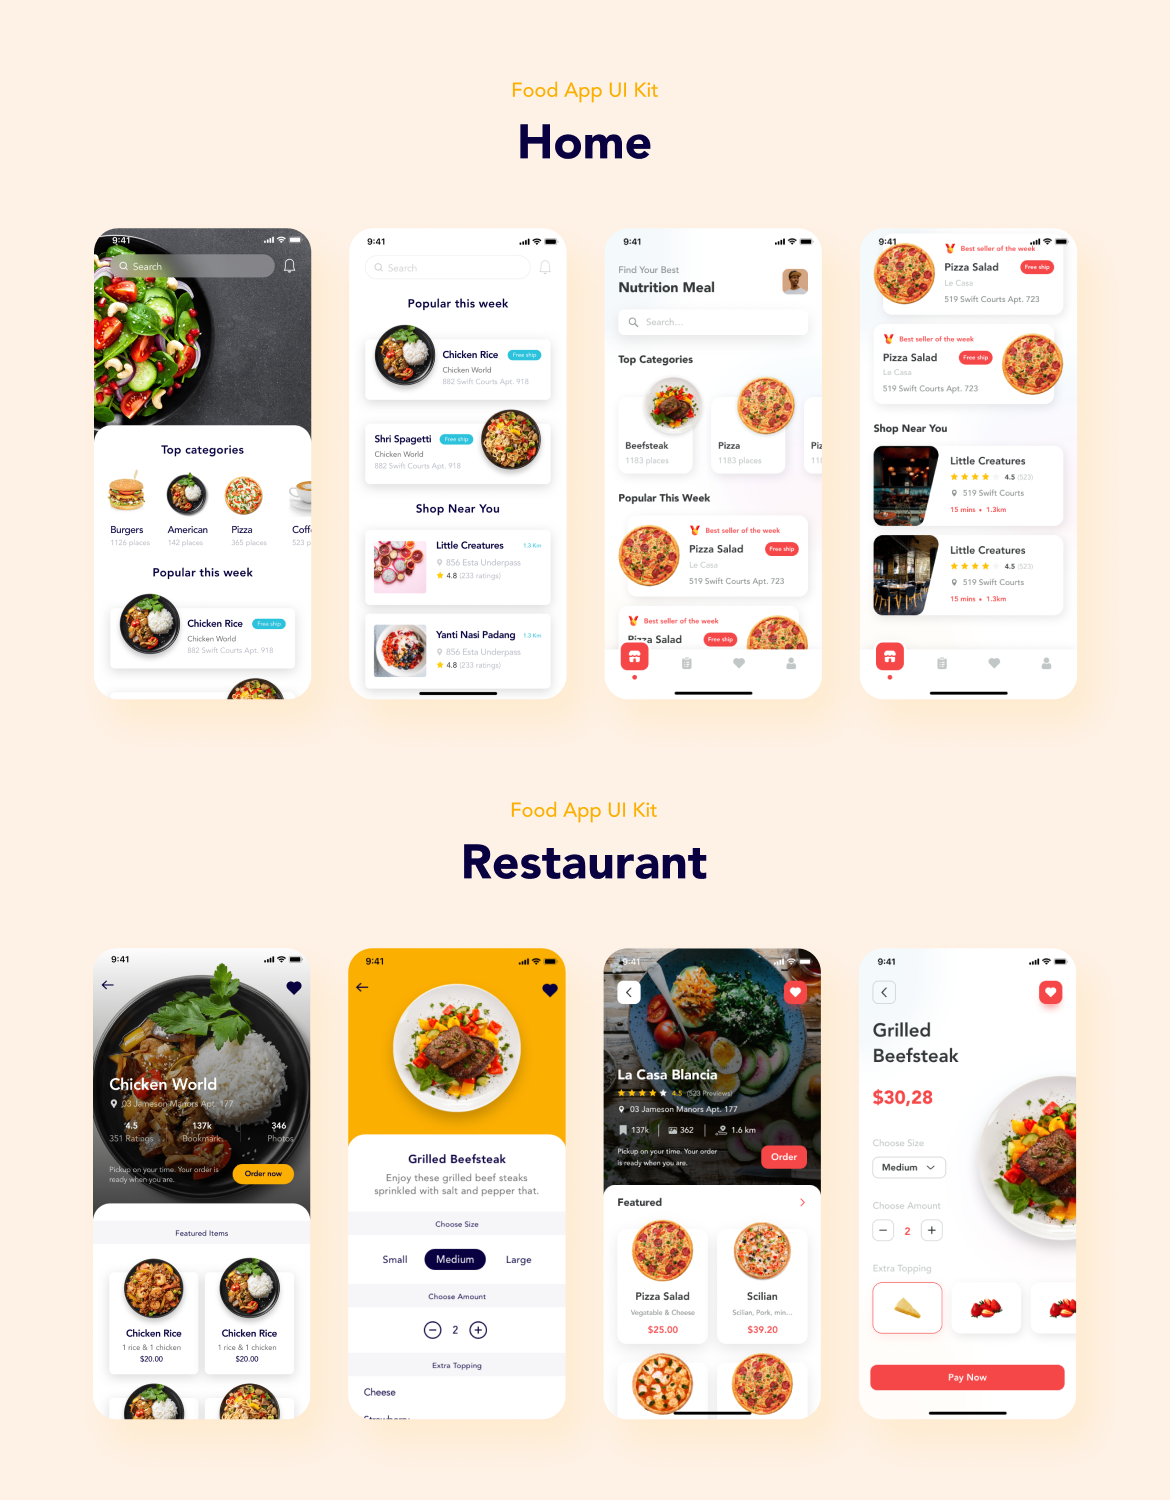 Food App UI Kit
Home
9:41
Search
Top categories
Burgers
1126 places
American
142 places
Pizza
365 places
Coff
523 p
Popular this week
Chicken Rice
Free ship
Chicken World
882 Swift Courts Apt. 918
9:41
Search
Popular this week
Chicken Rice
Free ship
Chicken World
882 Swift Courts Apt. 918
Shri Spagetti
Free ship
Chicken World
882 Swift Courts Apt. 918
Shop Near You
Little Creatures
1.3 Km
856 Esta Underpass
4.8 (233 ratings)
Yanti Nasi Padang
1.3 Km
856 Esta Underpass
4.8 (233 ratings)
9:41
Find Your Best
Nutrition Meal
Search...
Top Categories
Beefsteak
1183 places
Pizza
1183 places
Piz
118
Popular This Week
Best seller of the week
Pizza Salad
Free ship
Le Casa
519 Swift Courts Apt. 723
Best seller of the week
Pizza Salad
Free ship
9:41
Best seller of the week
Pizza Salad
Free ship
Le Casa
519 Swift Courts Apt. 723
Best seller of the week
Pizza Salad
Free ship
Le Casa
519 Swift Courts Apt. 723
Shop Near You
Little Creatures
4.5 (523)
519 Swift Courts
15 mins • 1.3km
Little Creatures
4.5 (523)
519 Swift Courts
15 mins • 1.3km
Food App UI Kit
Restaurant
9:41
Chicken World
03 Jameson Manors Apt. 177
4.5
351 Ratings
137k
Bookmark
346
Photos
Pickup on your time. Your order is
ready when you are.
Order now
Featured Items
Chicken Rice
1 rice & 1 chicken
$20.00
Chicken Rice
1 rice & 1 chicken
$20.00
9:41
Grilled Beefsteak
Enjoy these grilled beef steaks
sprinkled with salt and pepper that.
Choose Size
Small
Medium
Large
Choose Amount
2
Extra Topping
Cheese
Strawberry
9:41
La Casa Blancia
4.5 (523 Previews)
03 Jameson Manors Apt. 177
137k
362
1.6 km
Pickup on your time. Your order
is ready when you are.
Order
Featured
Pizza Salad
Vegatable & Cheese
$25.00
Scilian
Scilian, Pork, min...
$39.20
9:41
Grilled
Beefsteak
$30,28
Choose Size
Medium
Choose Amount
2
Extra Topping
Pay Now